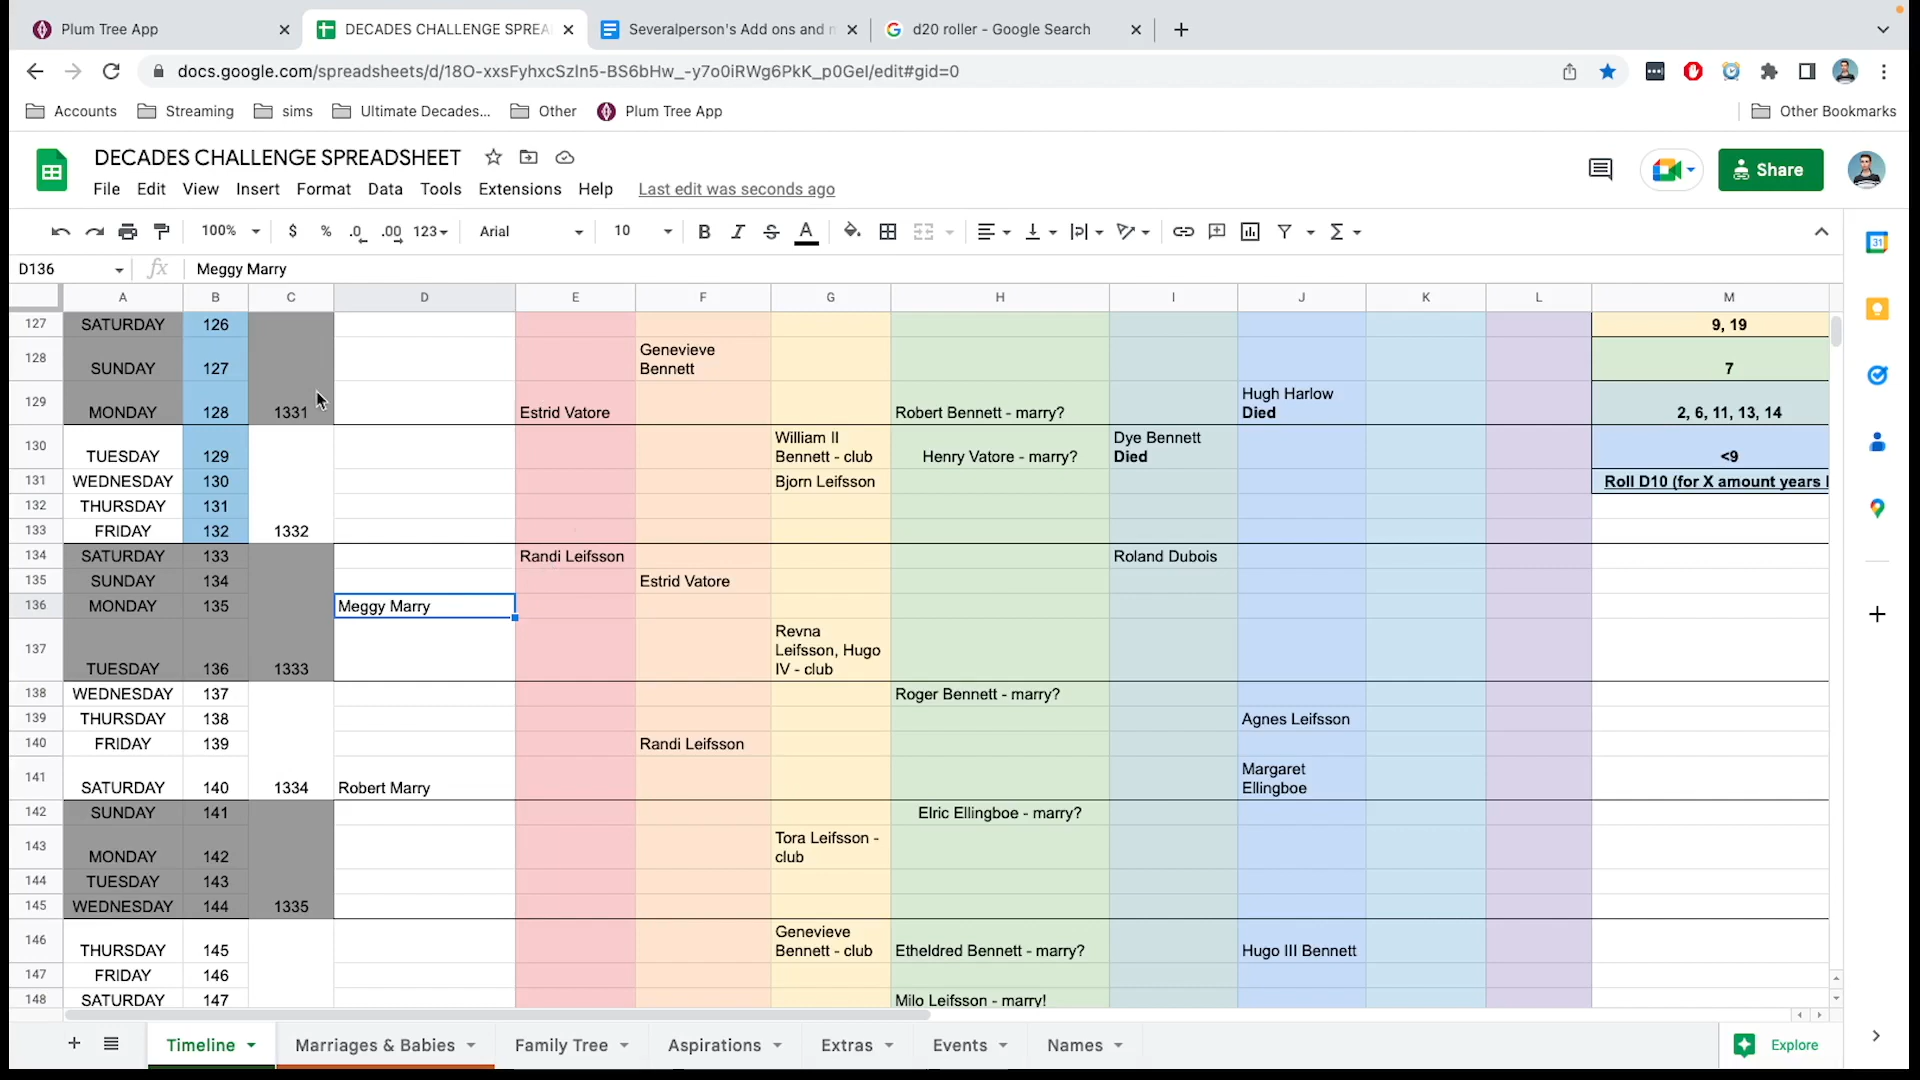 Plum Tree App
DECADES CHALLENGE SPREA
Severalperson's Add ons and n
d20 roller - Google Search
docs.google.com/spreadsheets/d/18O-xxsFyhxcSzIn5-BS6bHw_-y7o0iRWg6PkK_p0GeI/edit#gid=0
Accounts Streaming sims Ultimate Decades... Other Plum Tree App Other Bookmarks
DECADES CHALLENGE SPREADSHEET
File Edit View Insert Format Data Tools Extensions Help Last edit was seconds ago
Share
100% $ % .0 .00 123 Arial 10 B I S A
D136 fx Meggy Marry
A B C D E F G H I J K L M
127 SATURDAY 126 9, 19
128 SUNDAY 127 Genevieve
Bennett 7
129 MONDAY 128 1331 Estrid Vatore Robert Bennett - marry? Hugh Harlow
Died 2, 6, 11, 13, 14
130 TUESDAY 129 William II
Bennett - club Henry Vatore - marry? Dye Bennett
Died <9
131 WEDNESDAY 130 Bjorn Leifsson Roll D10 (for X amount years
132 THURSDAY 131
133 FRIDAY 132 1332
134 SATURDAY 133 Randi Leifsson Roland Dubois
135 SUNDAY 134 Estrid Vatore
136 MONDAY 135 Meggy Marry
137 TUESDAY 136 1333 Revna
Leifsson, Hugo
IV - club
138 WEDNESDAY 137 Roger Bennett - marry?
139 THURSDAY 138 Agnes Leifsson
140 FRIDAY 139 Randi Leifsson
141 SATURDAY 140 1334 Robert Marry Margaret
Ellingboe
142 SUNDAY 141 Elric Ellingboe - marry?
143 MONDAY 142 Tora Leifsson -
club
144 TUESDAY 143
145 WEDNESDAY 144 1335
146 THURSDAY 145 Genevieve
Bennett - club Etheldred Bennett - marry? Hugo III Bennett
147 FRIDAY 146
148 SATURDAY 147 Milo Leifsson - marry!
Timeline Marriages & Babies Family Tree Aspirations Extras Events Names Explore